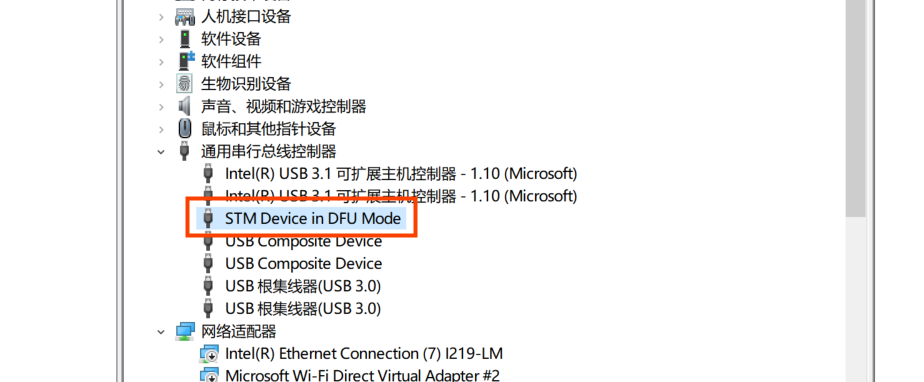 人机接口设备
软件设备
软件组件
生物识别设备
声音、视频和游戏控制器
鼠标和其他指针设备
通用串行总线控制器
Intel(R) USB 3.1 可扩展主机控制器 - 1.10 (Microsoft)
Intel(R) USB 3.1 可扩展主机控制器 - 1.10 (Microsoft)
STM Device in DFU Mode
USB Composite Device
USB Composite Device
USB 根集线器(USB 3.0)
USB 根集线器(USB 3.0)
网络适配器
Intel(R) Ethernet Connection (7) I219-LM
Microsoft Wi-Fi Direct Virtual Adapter #2